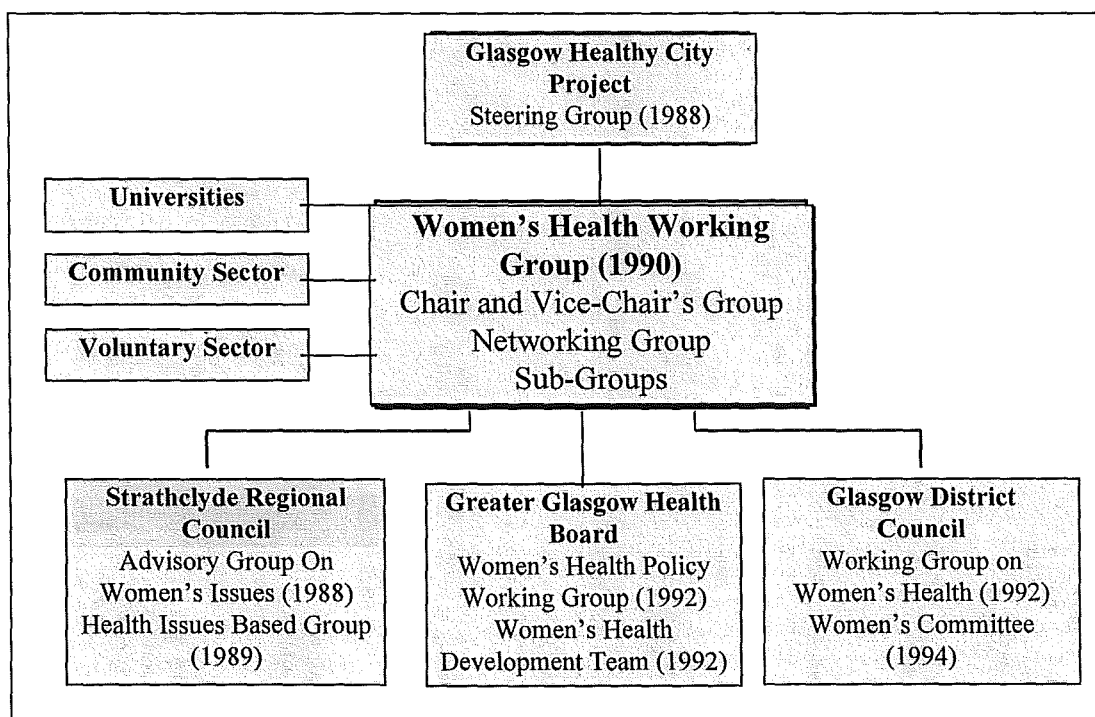 Glasgow Healthy City
Project
Steering Group (1988)
Universities
Community Sector
Voluntary Sector
Women's Health Working
Group (1990)
Chair and Vice-Chair's Group
Networking Group
Sub-Groups
Strathclyde Regional
Council
Advisory Group On
Women's Issues (1988)
Health Issues Based Group
(1989)
Greater Glasgow Health
Board
Women's Health Policy
Working Group (1992)
Women's Health
Development Team (1992)
Glasgow District
Council
Working Group on
Women's Health (1992)
Women's Committee
(1994)